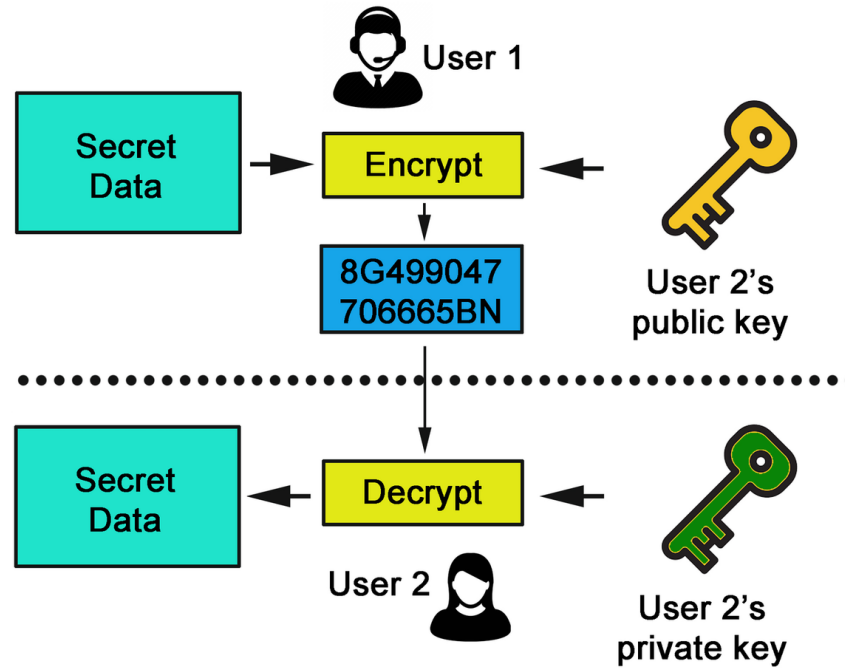 User 1
Secret
Data
Encrypt
8G499047
706665BN
User 2’s
public key
Secret
Data
Decrypt
User 2
User 2’s
private key